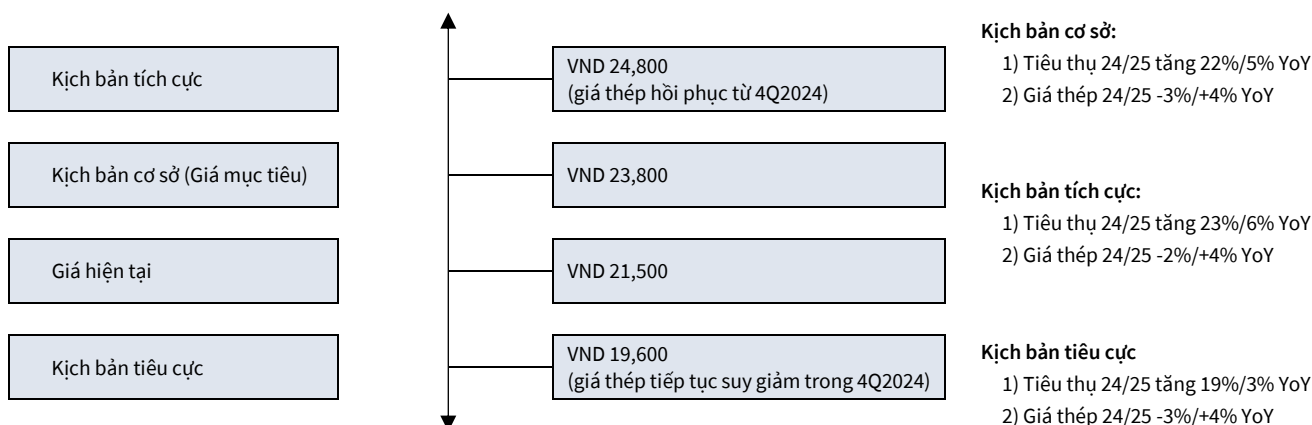 Kịch bản tích cực
VND 24,800
(giá thép hồi phục từ 4Q2024)
Kịch bản cơ sở (Giá mục tiêu)
VND 23,800
Giá hiện tại
VND 21,500
Kịch bản tiêu cực
VND 19,600
(giá thép tiếp tục suy giảm trong 4Q2024)
Kịch bản cơ sở:
1) Tiêu thụ 24/25 tăng 22%/5% YoY
2) Giá thép 24/25 -3%/+4% YoY
Kịch bản tích cực:
1) Tiêu thụ 24/25 tăng 23%/6% YoY
2) Giá thép 24/25 -2%/+4% YoY
Kịch bản tiêu cực
1) Tiêu thụ 24/25 tăng 19%/3% YoY
2) Giá thép 24/25 -3%/+4% YoY